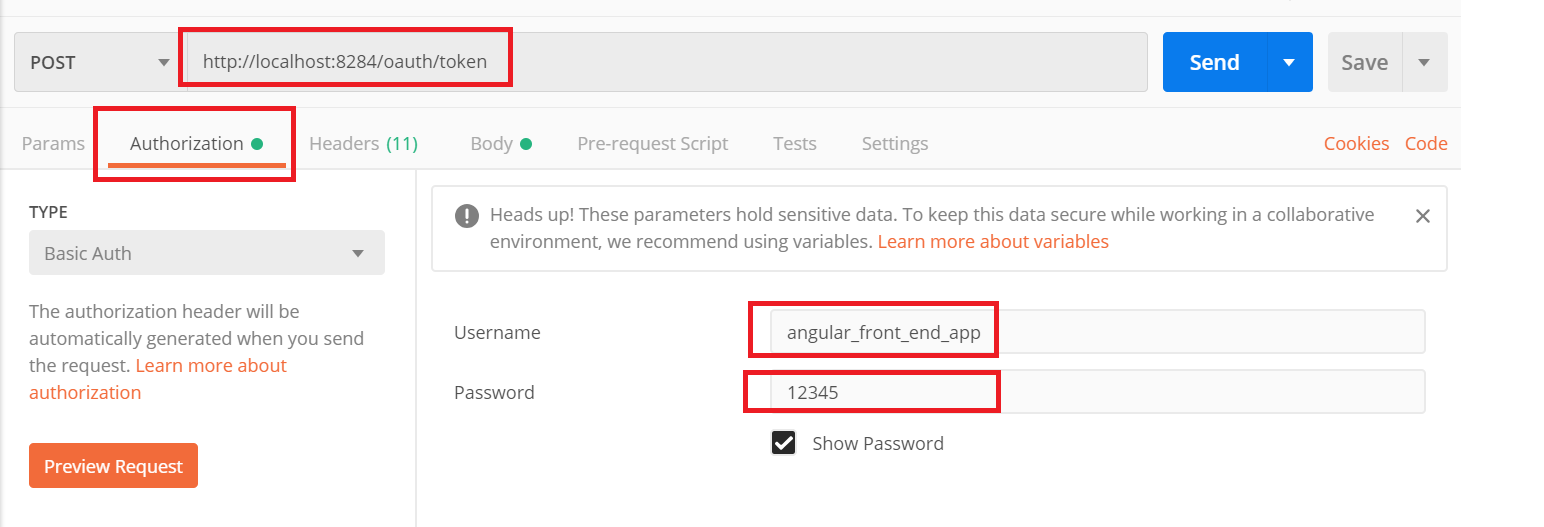 POST
http://localhost:8284/oauth/token
Send
Save
Params
Authorization
Headers (11)
Body
Pre-request Script
Tests
Settings
Cookies
Code
TYPE
Basic Auth
The authorization header will be
automatically generated when you send
the request. Learn more about
authorization
Preview Request
Heads up! These parameters hold sensitive data. To keep this data secure while working in a collaborative
environment, we recommend using variables. Learn more about variables
Username
angular_front_end_app
Password
12345
Show Password